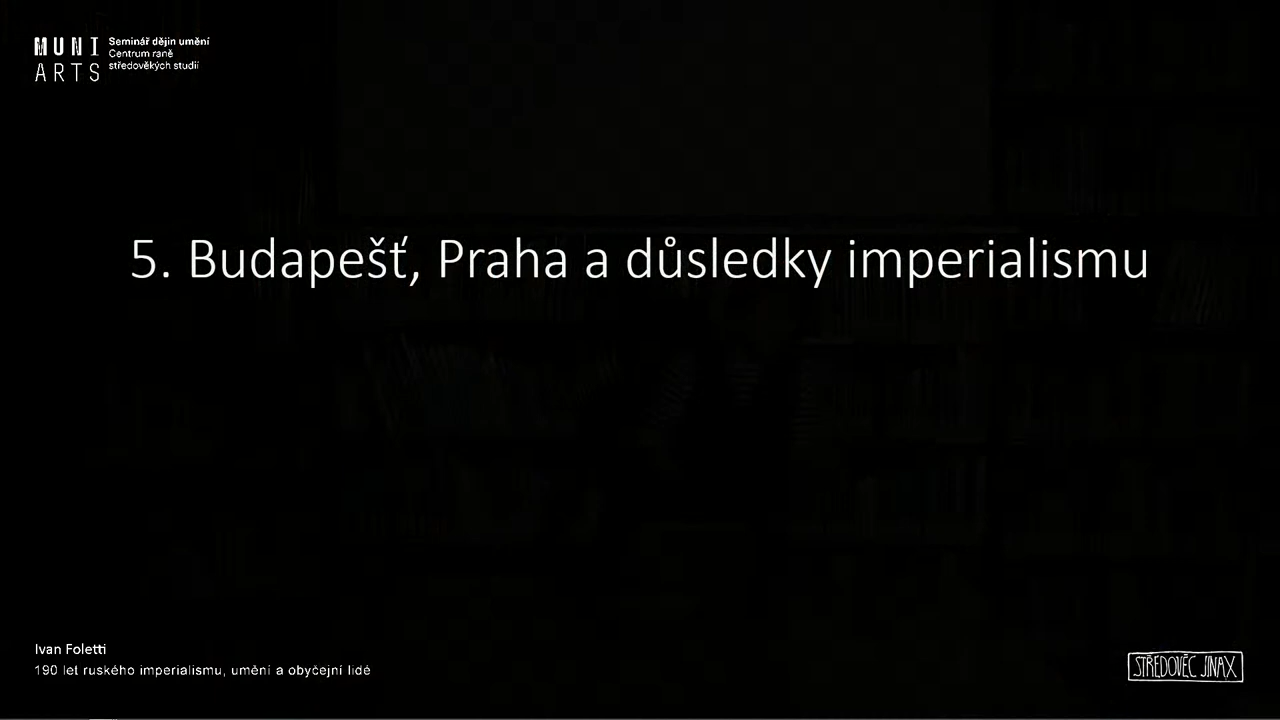 MUNI
ARTS
Seminář dějin umění
Centrum raně
středověkých studií
5. Budapešť, Praha a důsledky imperialismu
Ivan Foletti
190 let ruského imperialismu, umění a obyčejní lidé
STŘEDOVĚC JINAX